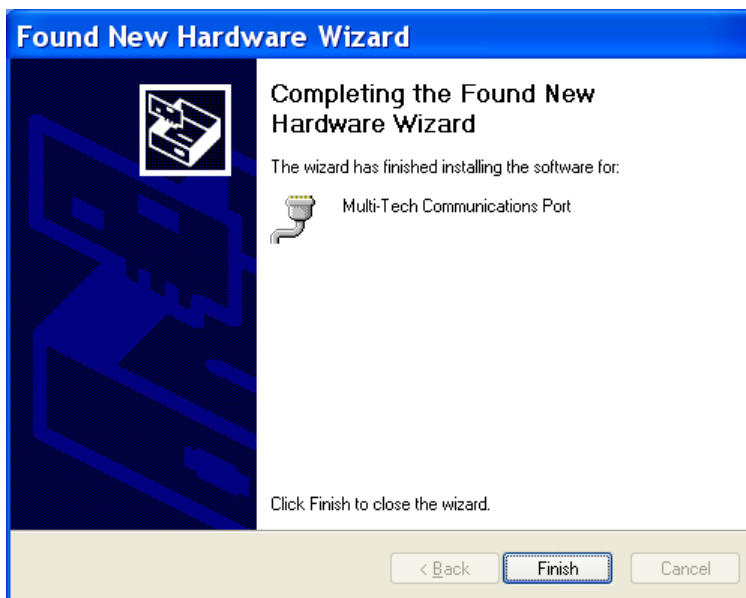 Found New Hardware Wizard
Completing the Found New
Hardware Wizard
The wizard has finished installing the software for:
Multi-Tech Communications Port
Click Finish to close the wizard.
< Back
Finish
Cancel